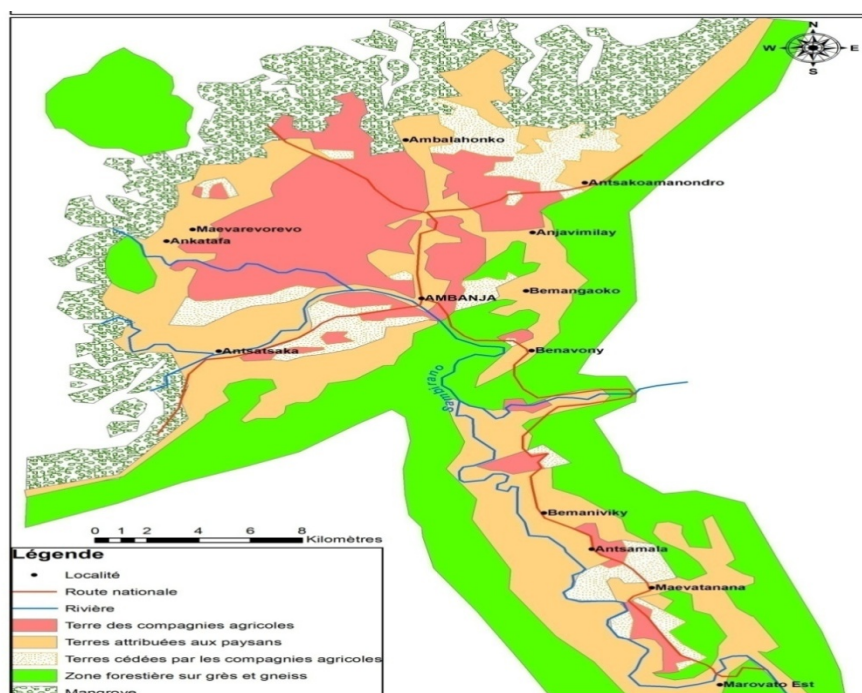 N
W E
S
Ambalahonko
Antsakoamanondro
Maevarevorevo
Ankatafa
Anjavimilay
Bemangaoko
AMBANJA
Antsatsaka
Benavony
Sambirano
Bemaniviky
Antsamala
Maevatanana
Marovato Est
0 1 2 4 6 8
Kilomètres
Légende
Localité
Route nationale
Rivière
Terre des compagnies agricoles
Terres attribuées aux paysans
Terres cédées par les compagnies agricoles
Zone forestière sur grès et gneiss
Mangrove